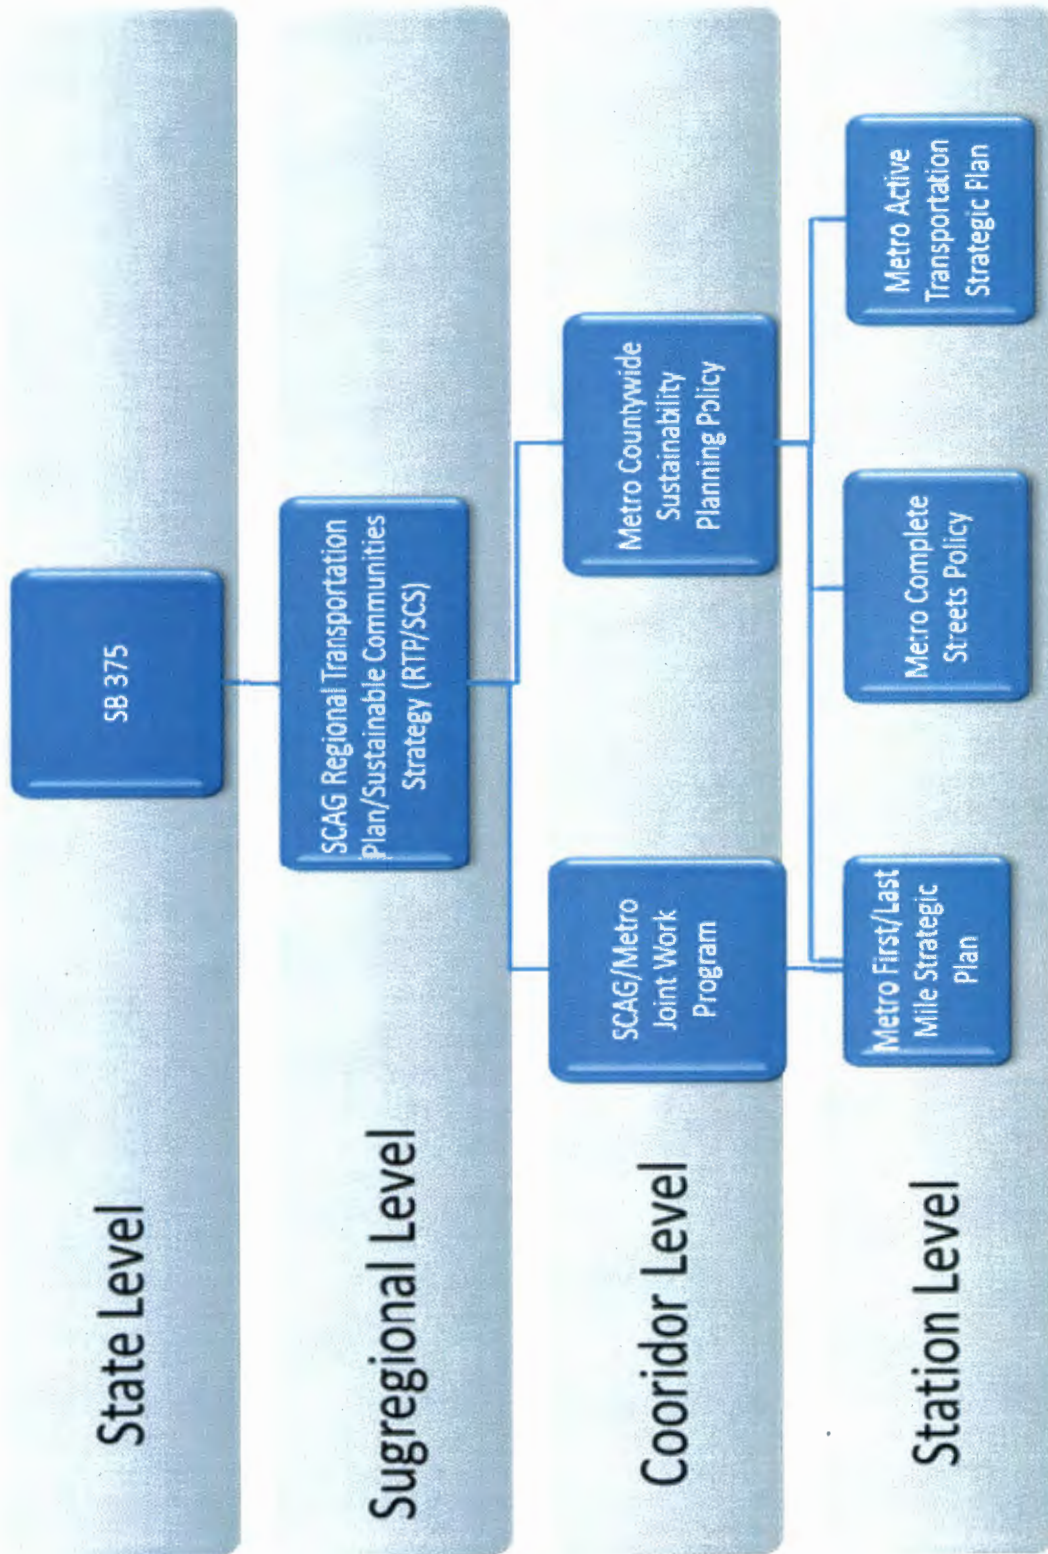 State Level
SB 375
Sugregional Level
SCAG Regional Transportation
Plan/Sustainable Communities
Strategy (RTP/SCS)
Cooridor Level
SCAG/Metro
Joint Work
Program
Metro Countywide
Sustainability
Planning Policy
Station Level
Metro First/Last
Mile Strategic
Plan
Metro Complete
Streets Policy
Metro Active
Transportation
Strategic Plan